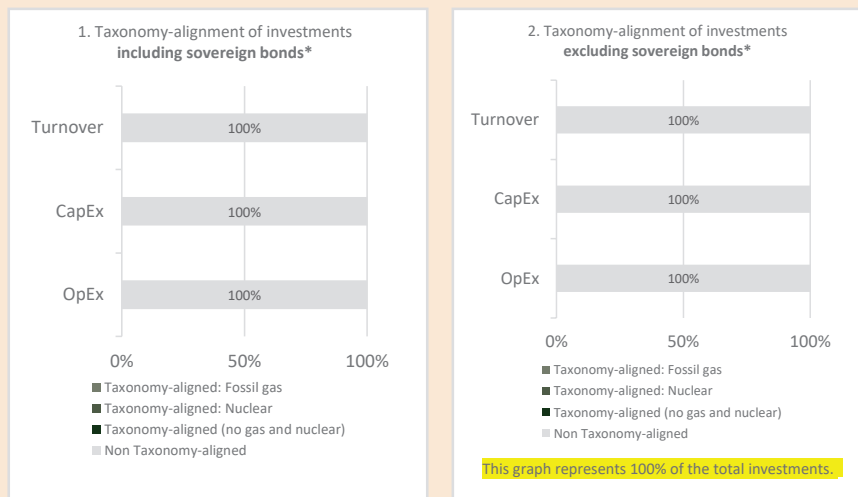 1. Taxonomy-alignment of investments
including sovereign bonds*
Turnover
100%
CapEx
100%
OpEx
100%
0%
50%
100%
Taxonomy-aligned: Fossil gas
Taxonomy-aligned: Nuclear
Taxonomy-aligned (no gas and nuclear)
Non Taxonomy-aligned
2. Taxonomy-alignment of investments
excluding sovereign bonds*
Turnover
100%
CapEx
100%
OpEx
100%
0%
50%
100%
Taxonomy-aligned: Fossil gas
Taxonomy-aligned: Nuclear
Taxonomy-aligned (no gas and nuclear)
Non Taxonomy-aligned
This graph represents 100% of the total investments.